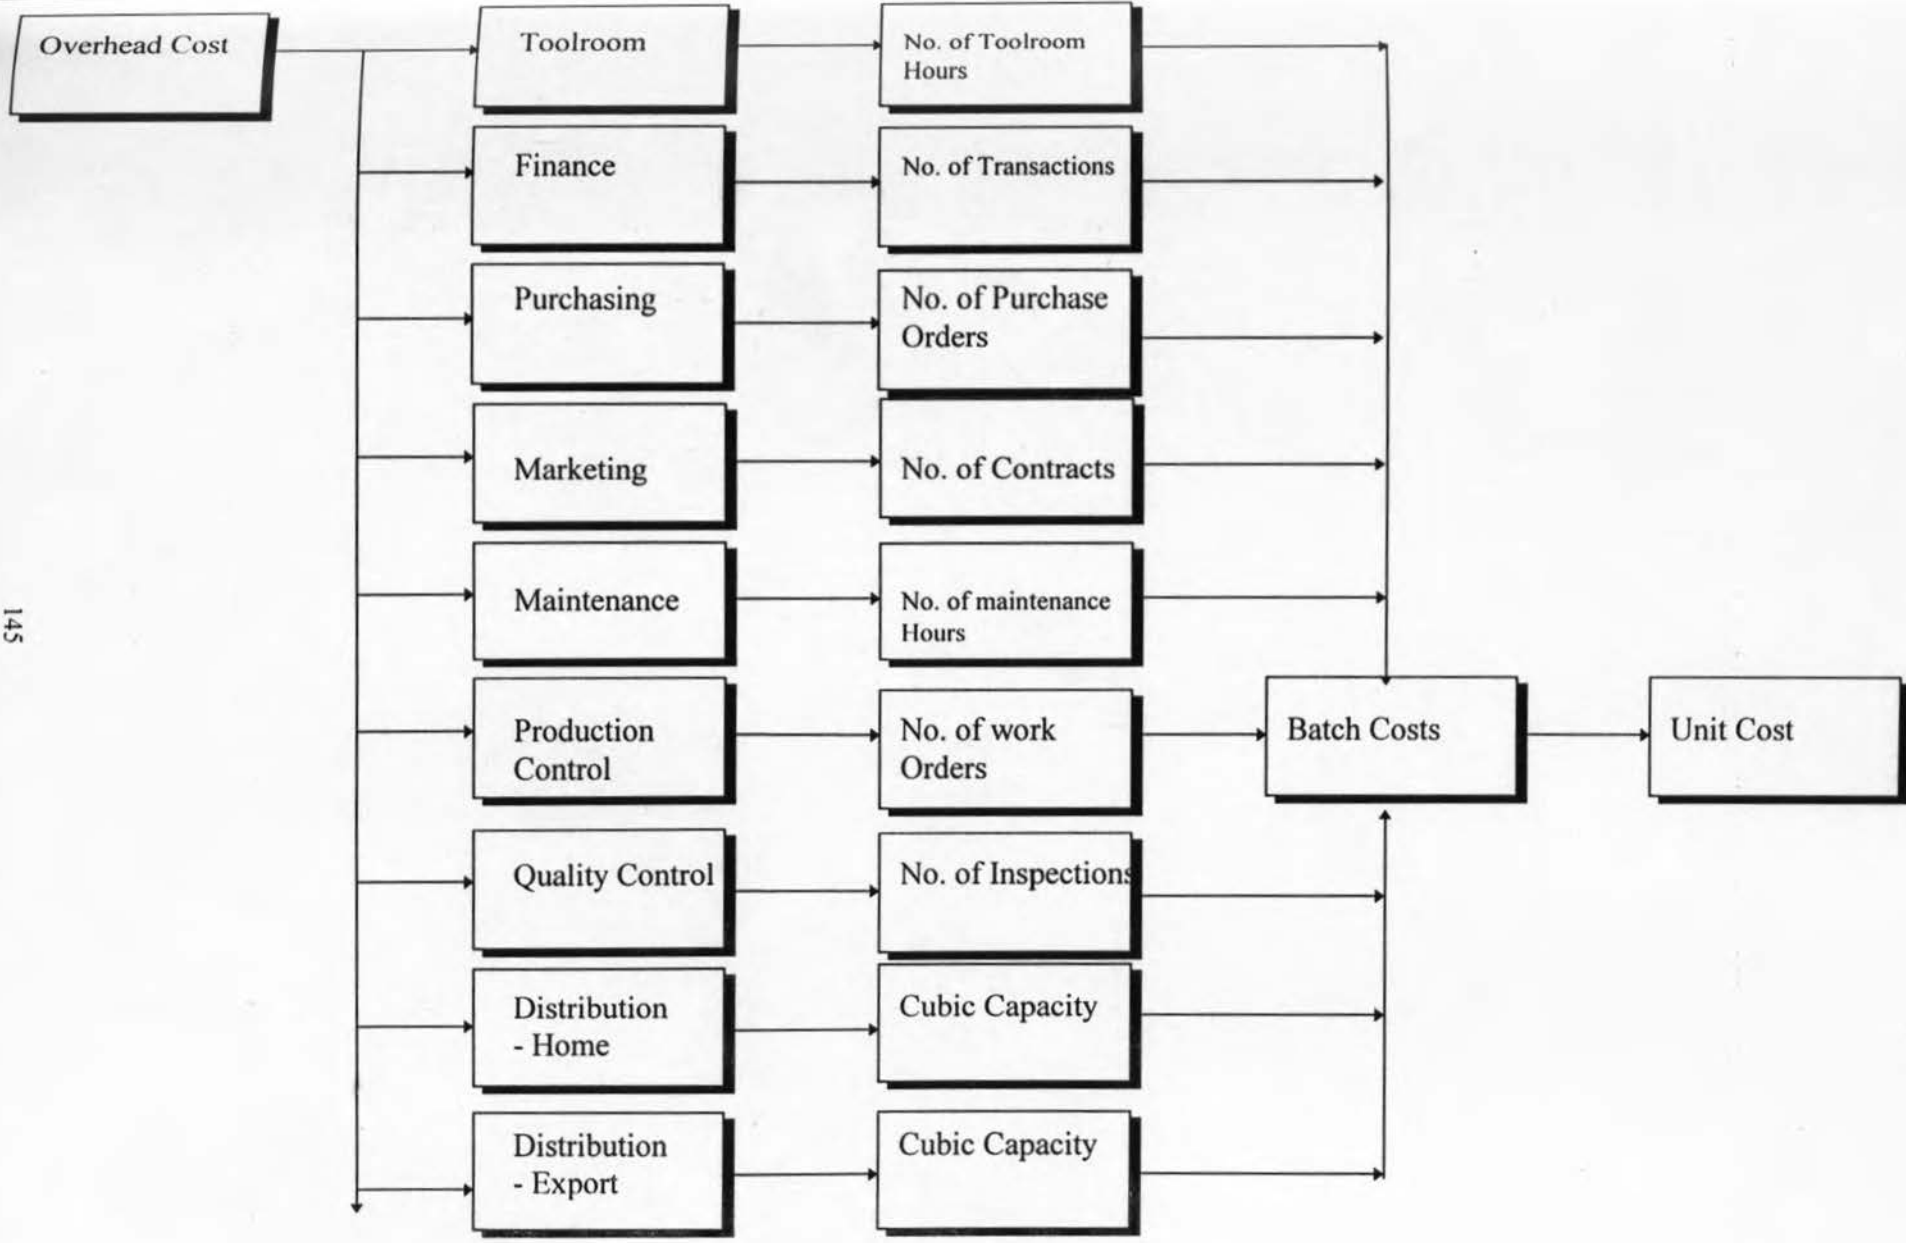 Overhead Cost
Toolroom
No. of Toolroom
Hours
Finance
No. of Transactions
Purchasing
No. of Purchase
Orders
Marketing
No. of Contracts
Maintenance
No. of maintenance
Hours
Production
Control
No. of work
Orders
Batch Costs
Unit Cost
Quality Control
No. of Inspections
Distribution
- Home
Cubic Capacity
Distribution
- Export
Cubic Capacity
145